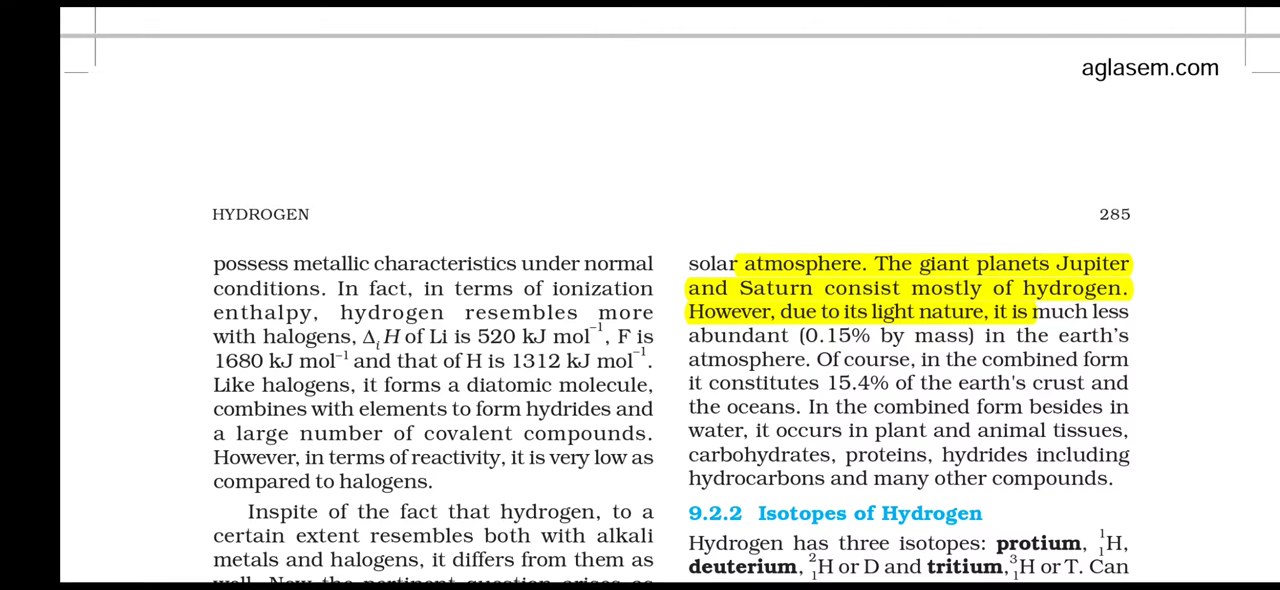 aglasem.com
HYDROGEN
285
possess metallic characteristics under normal
conditions. In fact, in terms of ionization
enthalpy, hydrogen resembles more
with halogens, ΔᵢH of Li is 520 kJ mol⁻¹, F is
1680 kJ mol⁻¹ and that of H is 1312 kJ mol⁻¹.
Like halogens, it forms a diatomic molecule,
combines with elements to form hydrides and
a large number of covalent compounds.
However, in terms of reactivity, it is very low as
compared to halogens.
Inspite of the fact that hydrogen, to a
certain extent resembles both with alkali
metals and halogens, it differs from them as
well. Now the pertinent question arises as
solar atmosphere. The giant planets Jupiter
and Saturn consist mostly of hydrogen.
However, due to its light nature, it is much less
abundant (0.15% by mass) in the earth’s
atmosphere. Of course, in the combined form
it constitutes 15.4% of the earth's crust and
the oceans. In the combined form besides in
water, it occurs in plant and animal tissues,
carbohydrates, proteins, hydrides including
hydrocarbons and many other compounds.
9.2.2 Isotopes of Hydrogen
Hydrogen has three isotopes: protium, ¹₁H,
deuterium, ²₁H or D and tritium, ³₁H or T. Can